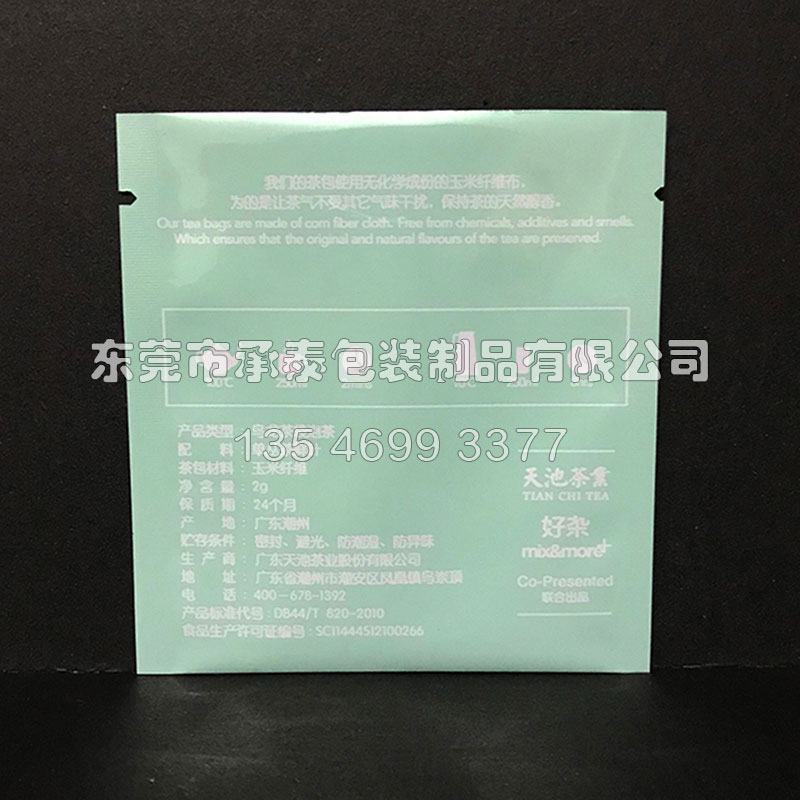 我们的茶包使用无化学成份的玉米纤维布，
为的是让茶气不受其它气味干扰，保持茶的天然醇香。
Our tea bags are made of corn fiber cloth. Free from chemicals, additives and smells.
Which ensures that the original and natural flavours of the tea are preserved.
东莞市承泰包装制品有限公司
250ml
产品类型：
135 4699 3377
配 料：
茶包材料：玉米纤维
净含量：2g
保质期：24个月
产 地：广东潮州
贮存条件：密封、避光、防潮湿、防异味
生产商：广东天池茶业股份有限公司
地 址：广东省潮州市潮安区凤凰镇乌岽顶
电 话：400-678-1392
产品标准代号：DB44/T 820-2010
食品生产许可证编号：SC11444512100266
天池茶業
TIAN CHI TEA
好杂
mix&more+
Co-Presented
联合出品